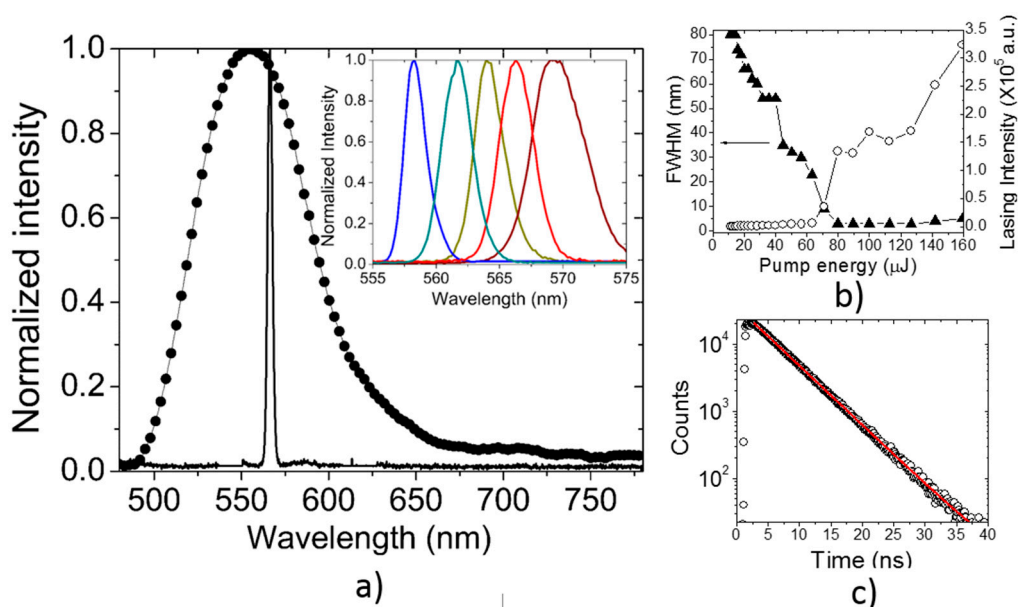 1.0
0.8
0.6
0.4
0.2
0.0
Normalized intensity
500 550 600 650 700 750
Wavelength (nm)
1.0
0.8
0.6
0.4
0.2
0.0
Normalized Intensity
555 560 565 570 575
Wavelength (nm)
a)
80
70
60
50
40
30
20
10
0
FWHM (nm)
3.5
3.0
2.5
2.0
1.5
1.0
0.5
0.0
Lasing Intensity (X10⁵ a.u.)
0 20 40 60 80 100 120 140 160
Pump energy (μJ)
b)
10⁴
10³
10²
Counts
0 5 10 15 20 25 30 35 40
Time (ns)
c)